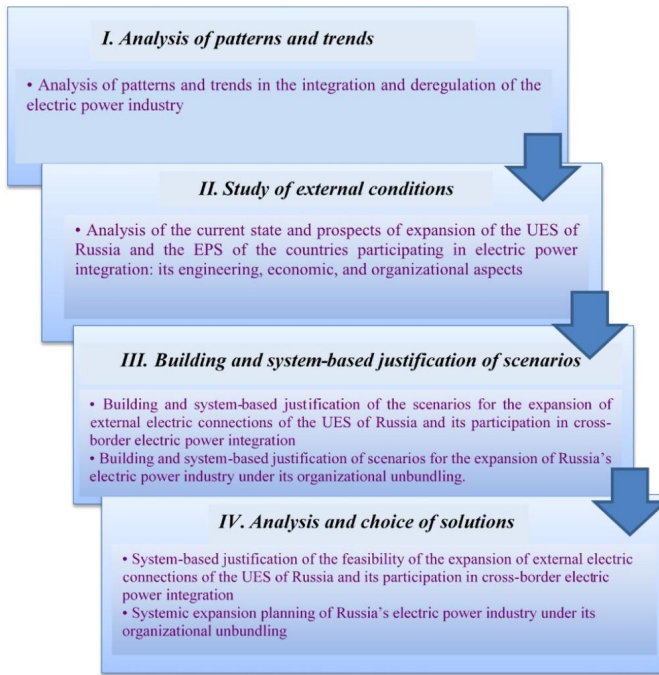 I. Analysis of patterns and trends
• Analysis of patterns and trends in the integration and deregulation of the
electric power industry
II. Study of external conditions
• Analysis of the current state and prospects of expansion of the UES of
Russia and the EPS of the countries participating in electric power
integration: its engineering, economic, and organizational aspects
III. Building and system-based justification of scenarios
• Building and system-based justification of the scenarios for the expansion of
external electric connections of the UES of Russia and its participation in cross-
border electric power integration
• Building and system-based justification of scenarios for the expansion of Russia's
electric power industry under its organizational unbundling.
IV. Analysis and choice of solutions
• System-based justification of the feasibility of the expansion of external electric
connections of the UES of Russia and its participation in cross-border electric
power integration
• Systemic expansion planning of Russia's electric power industry under its
organizational unbundling